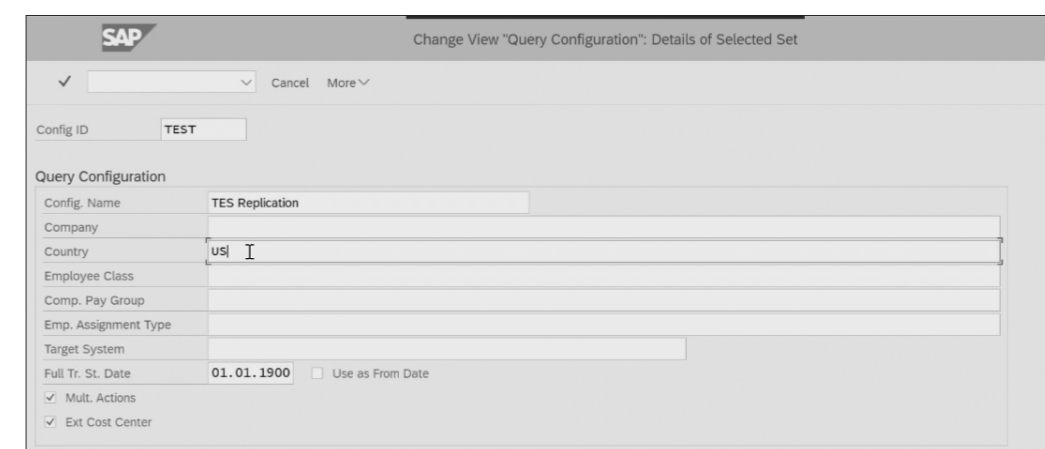 SAP
Change View "Query Configuration": Details of Selected Set
Cancel More
Config ID TEST
Query Configuration
Config. Name TES Replication
Company
Country US
Employee Class
Comp. Pay Group
Emp. Assignment Type
Target System
Full Tr. St. Date 01.01.1900 Use as From Date
Mult. Actions
Ext Cost Center